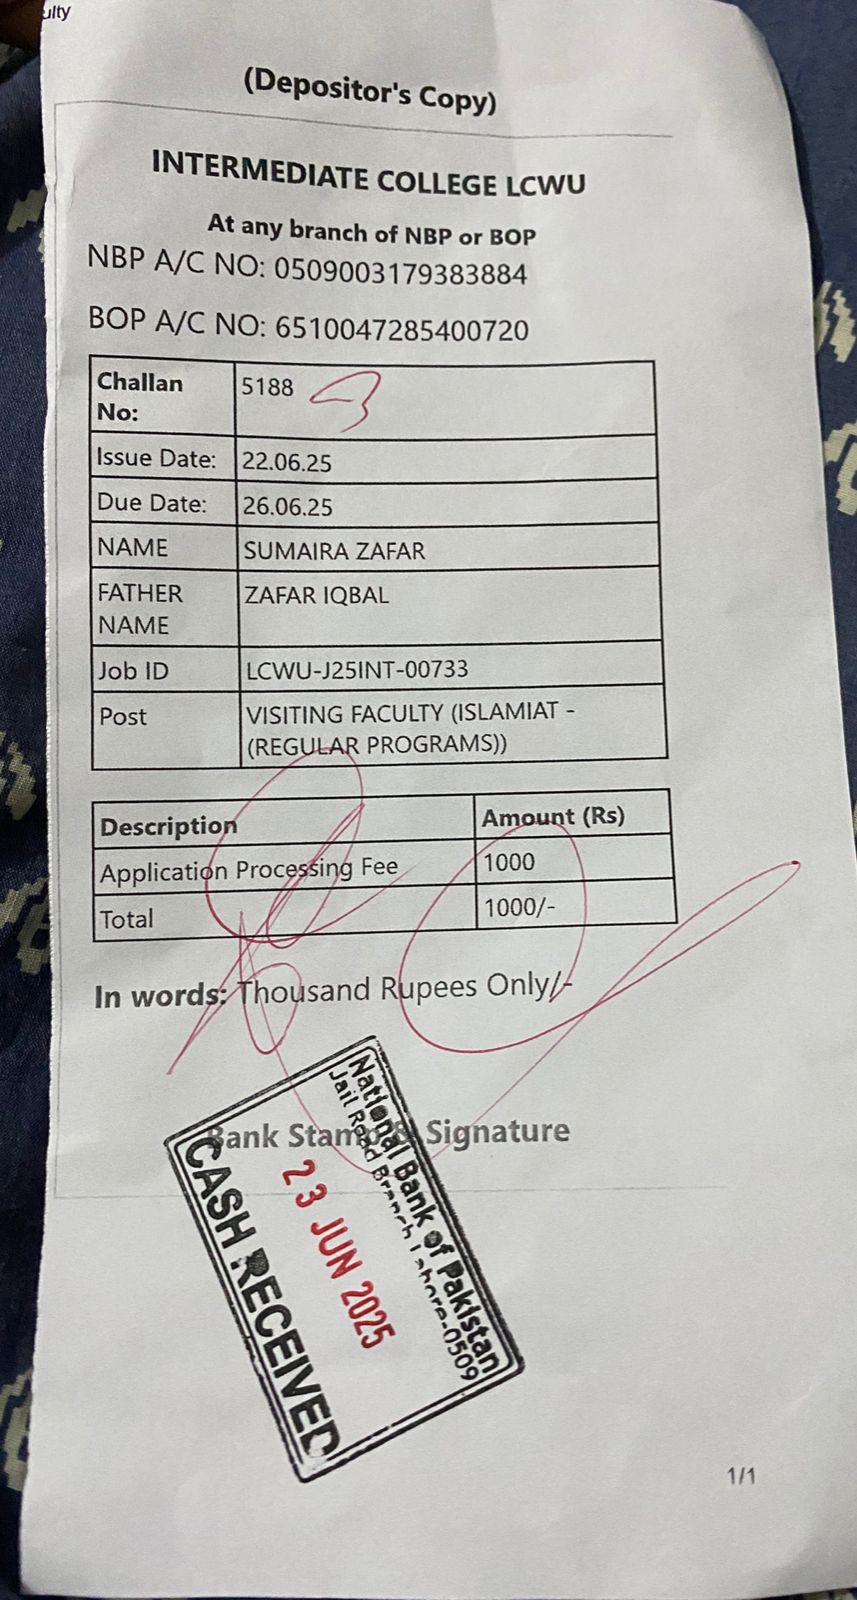 ulty
(Depositor's Copy)
INTERMEDIATE COLLEGE LCWU
At any branch of NBP or BOP
NBP A/C NO: 0509003179383884
BOP A/C NO: 6510047285400720
Challan No: 5188
Issue Date: 22.06.25
Due Date: 26.06.25
NAME SUMAIRA ZAFAR
FATHER NAME ZAFAR IQBAL
Job ID LCWU-J25INT-00733
Post VISITING FACULTY (ISLAMIAT -
(REGULAR PROGRAMS))
Description Amount (Rs)
Application Processing Fee 1000
Total 1000/-
In words: Thousand Rupees Only/-
Bank Stamp & Signature
National Bank of Pakistan
Jail Road Branch Lahore-0509
23 JUN 2025
CASH RECEIVED
1/1